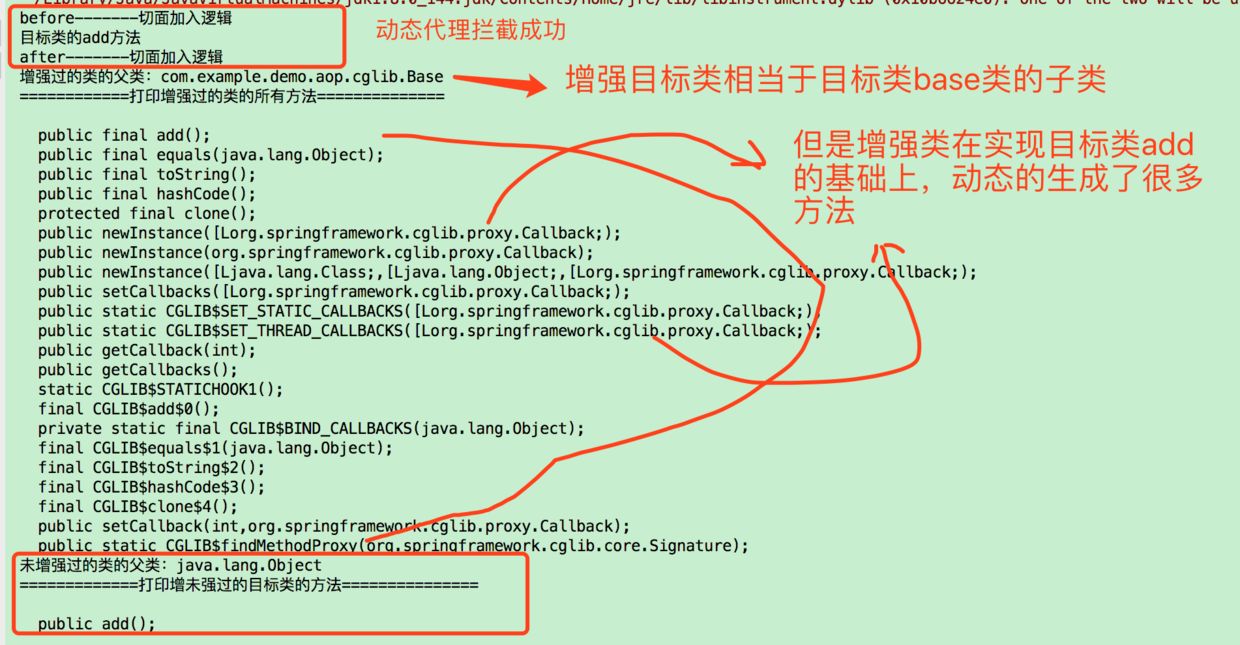 /Library/Java/JavaVirtualMachines/jdk1.8.0_144.jdk/Contents/Home/jre/lib/libinstrument.dylib (0x10b8624e0). One of the two will be u
before-------切面加入逻辑
目标类的add方法
after-------切面加入逻辑
动态代理拦截成功
增强过的类的父类：com.example.demo.aop.cglib.Base
增强目标类相当于目标类base类的子类
============打印增强过的类的所有方法==============
public final add();
public final equals(java.lang.Object);
public final toString();
public final hashCode();
protected final clone();
但是增强类在实现目标类add
的基础上，动态的生成了很多
方法
public newInstance([Lorg.springframework.cglib.proxy.Callback;);
public newInstance(org.springframework.cglib.proxy.Callback);
public newInstance([Ljava.lang.Class;,[Ljava.lang.Object;,[Lorg.springframework.cglib.proxy.Callback;);
public setCallbacks([Lorg.springframework.cglib.proxy.Callback;);
public static CGLIB$SET_STATIC_CALLBACKS([Lorg.springframework.cglib.proxy.Callback;);
public static CGLIB$SET_THREAD_CALLBACKS([Lorg.springframework.cglib.proxy.Callback;);
public getCallback(int);
public getCallbacks();
static CGLIB$STATICHOOK1();
final CGLIB$add$0();
private static final CGLIB$BIND_CALLBACKS(java.lang.Object);
final CGLIB$equals$1(java.lang.Object);
final CGLIB$toString$2();
final CGLIB$hashCode$3();
final CGLIB$clone$4();
public setCallback(int,org.springframework.cglib.proxy.Callback);
public static CGLIB$findMethodProxy(org.springframework.cglib.core.Signature);
未增强过的类的父类：java.lang.Object
=============打印增未强过的目标类的方法===============
public add();